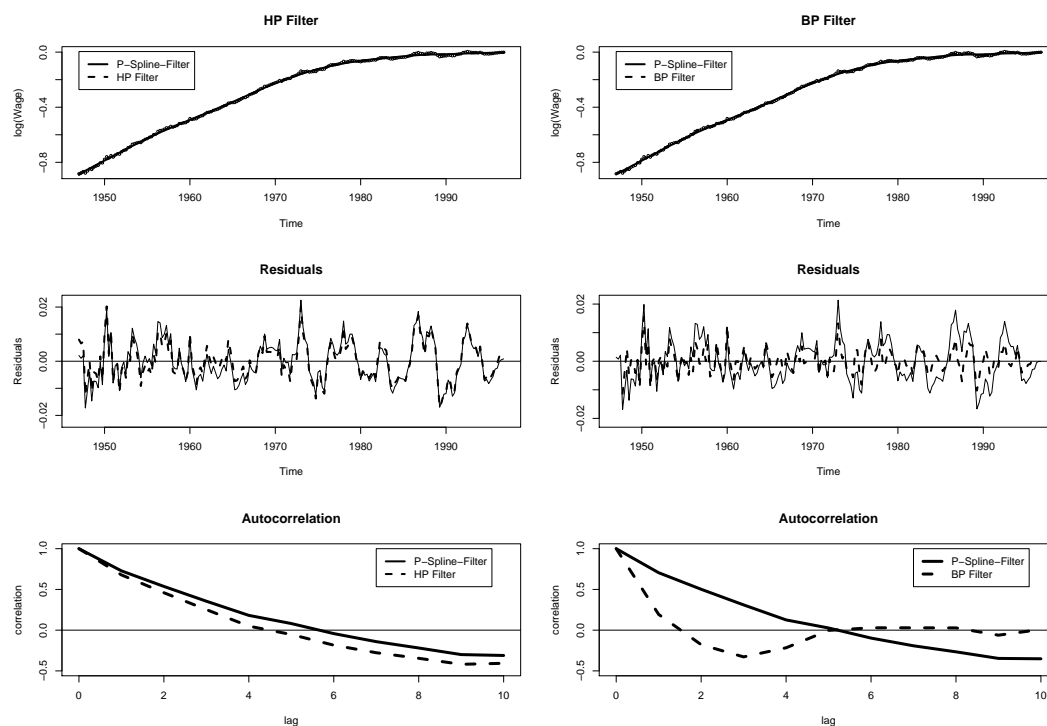 HP Filter
P−Spline−Filter
HP Filter
log(Wage)
0.0
−0.4
−0.8
1950 1960 1970 1980 1990
Time
BP Filter
P−Spline−Filter
BP Filter
log(Wage)
0.0
−0.4
−0.8
1950 1960 1970 1980 1990
Time
Residuals
Residuals
0.02
0.00
−0.02
1950 1960 1970 1980 1990
Time
Residuals
Residuals
0.02
0.00
−0.02
1950 1960 1970 1980 1990
Time
Autocorrelation
P−Spline−Filter
HP Filter
correlation
1.0
0.5
0.0
−0.5
0 2 4 6 8 10
lag
Autocorrelation
P−Spline−Filter
BP Filter
correlation
1.0
0.5
0.0
−0.5
0 2 4 6 8 10
lag